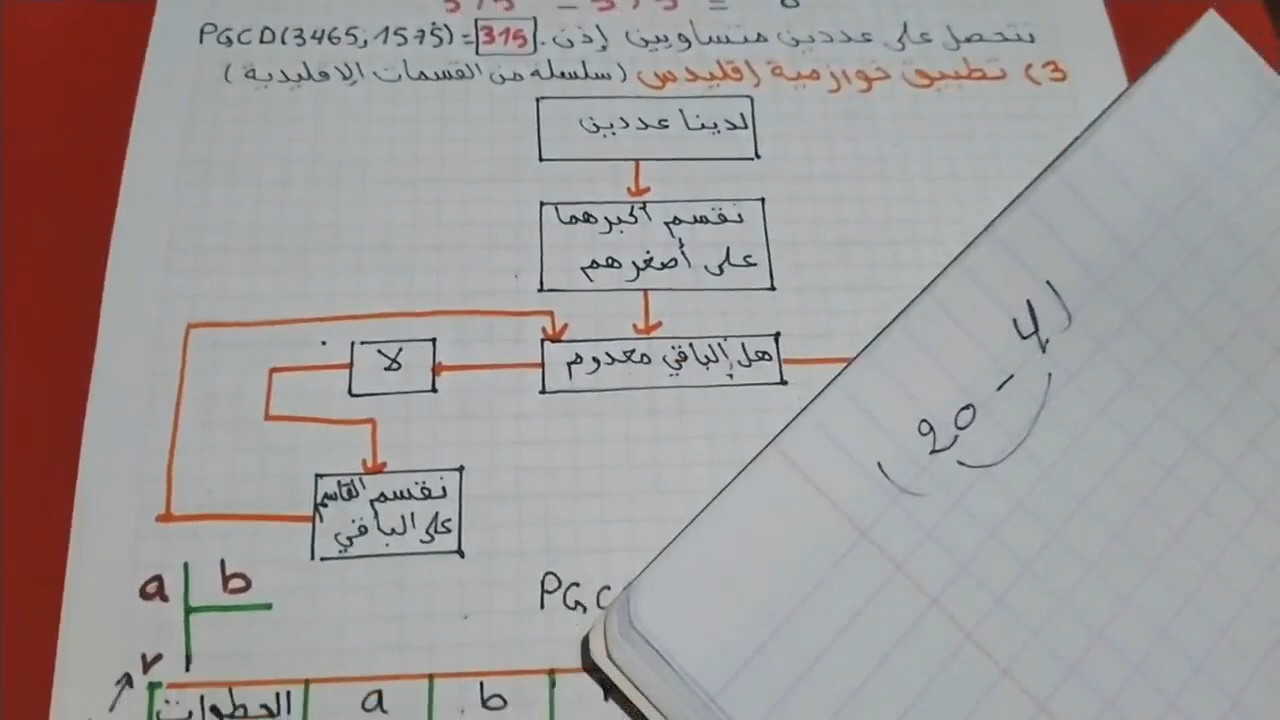 نتحصل على عددين متساويين إذن. PGCD(3465,1575)=315
3) تطبيق خوارزمية إقليدس (سلسلة من القسمات الإقليدية)
لدينا عددين
نقسم أكبرهما
على أصغرهم
هل الباقي معدوم
لا
نقسم القاسم
على الباقي
a b
r
PGC
الخطوات a b
(20 - 4)